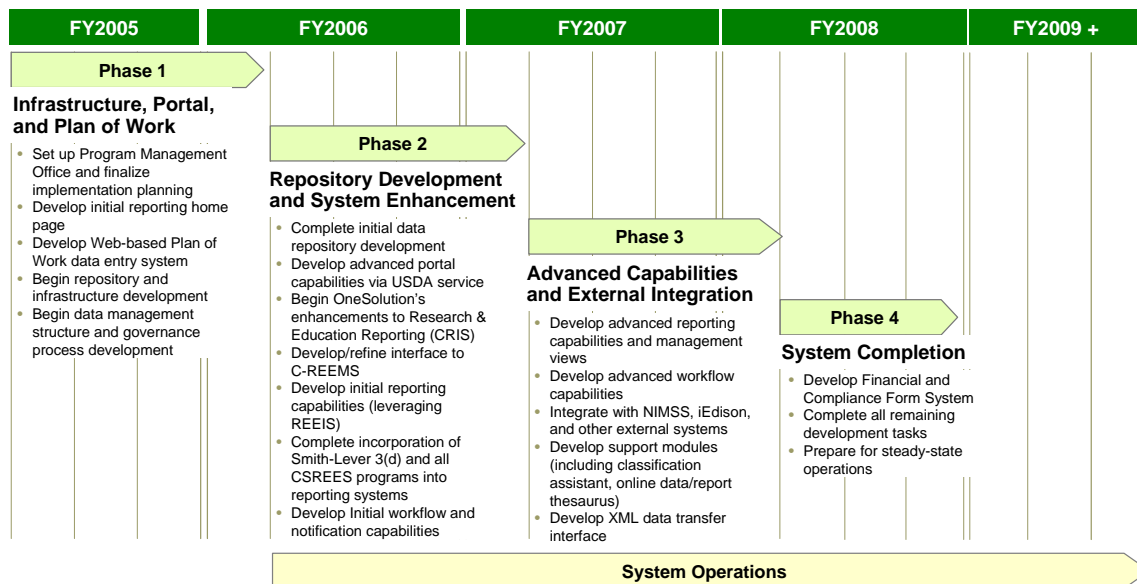 FY2005
FY2006
FY2007
FY2008
FY2009 +
Phase 1
Infrastructure, Portal,
and Plan of Work
• Set up Program Management
Office and finalize
implementation planning
• Develop initial reporting home
page
• Develop Web-based Plan of
Work data entry system
• Begin repository and
infrastructure development
• Begin data management
structure and governance
process development
Phase 2
Repository Development
and System Enhancement
• Complete initial data
repository development
• Develop advanced portal
capabilities via USDA service
• Begin OneSolution's
enhancements to Research &
Education Reporting (CRIS)
• Develop/refine interface to
C-REEMS
• Develop initial reporting
capabilities (leveraging
REEIS)
• Complete incorporation of
Smith-Lever 3(d) and all
CSREES programs into
reporting systems
• Develop Initial workflow and
notification capabilities
Phase 3
Advanced Capabilities
and External Integration
• Develop advanced reporting
capabilities and management
views
• Develop advanced workflow
capabilities
• Integrate with NIMSS, iEdison,
and other external systems
• Develop support modules
(including classification
assistant, online data/report
thesaurus)
• Develop XML data transfer
interface
Phase 4
System Completion
• Develop Financial and
Compliance Form System
• Complete all remaining
development tasks
• Prepare for steady-state
operations
System Operations